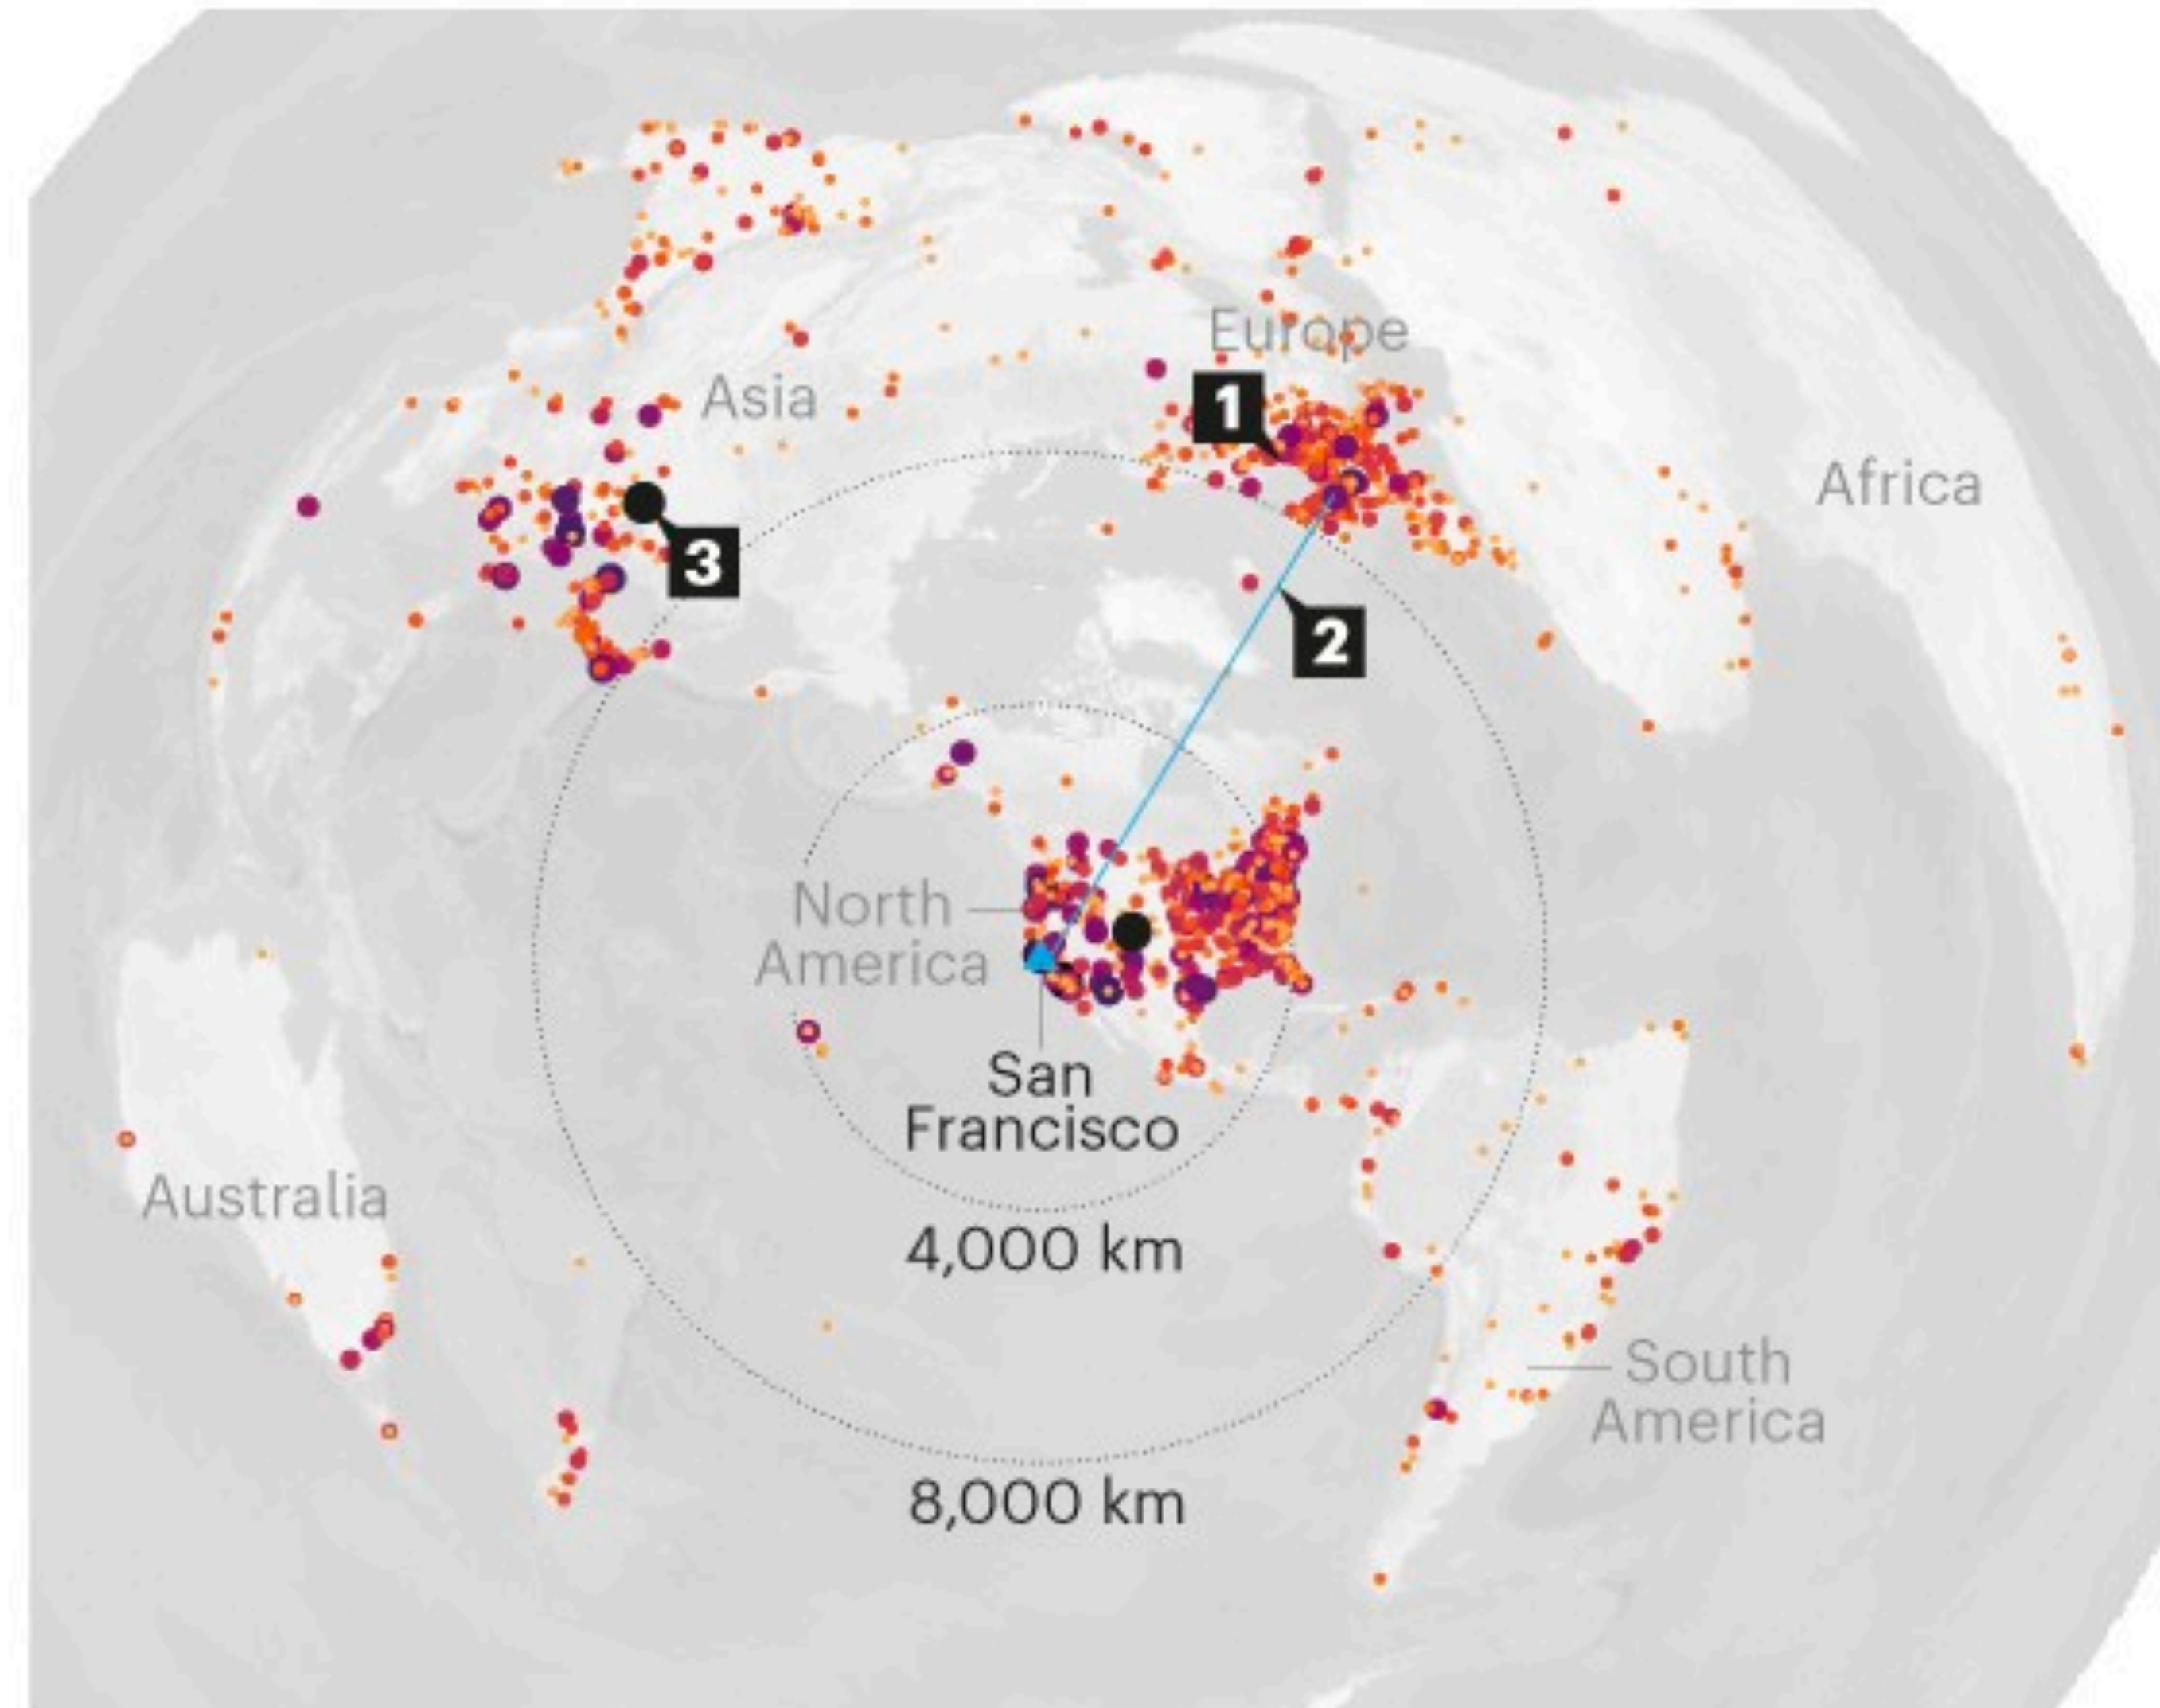 Europe
1
Asia
Africa
3
2
North
America
San
Francisco
Australia
4,000 km
South
America
8,000 km